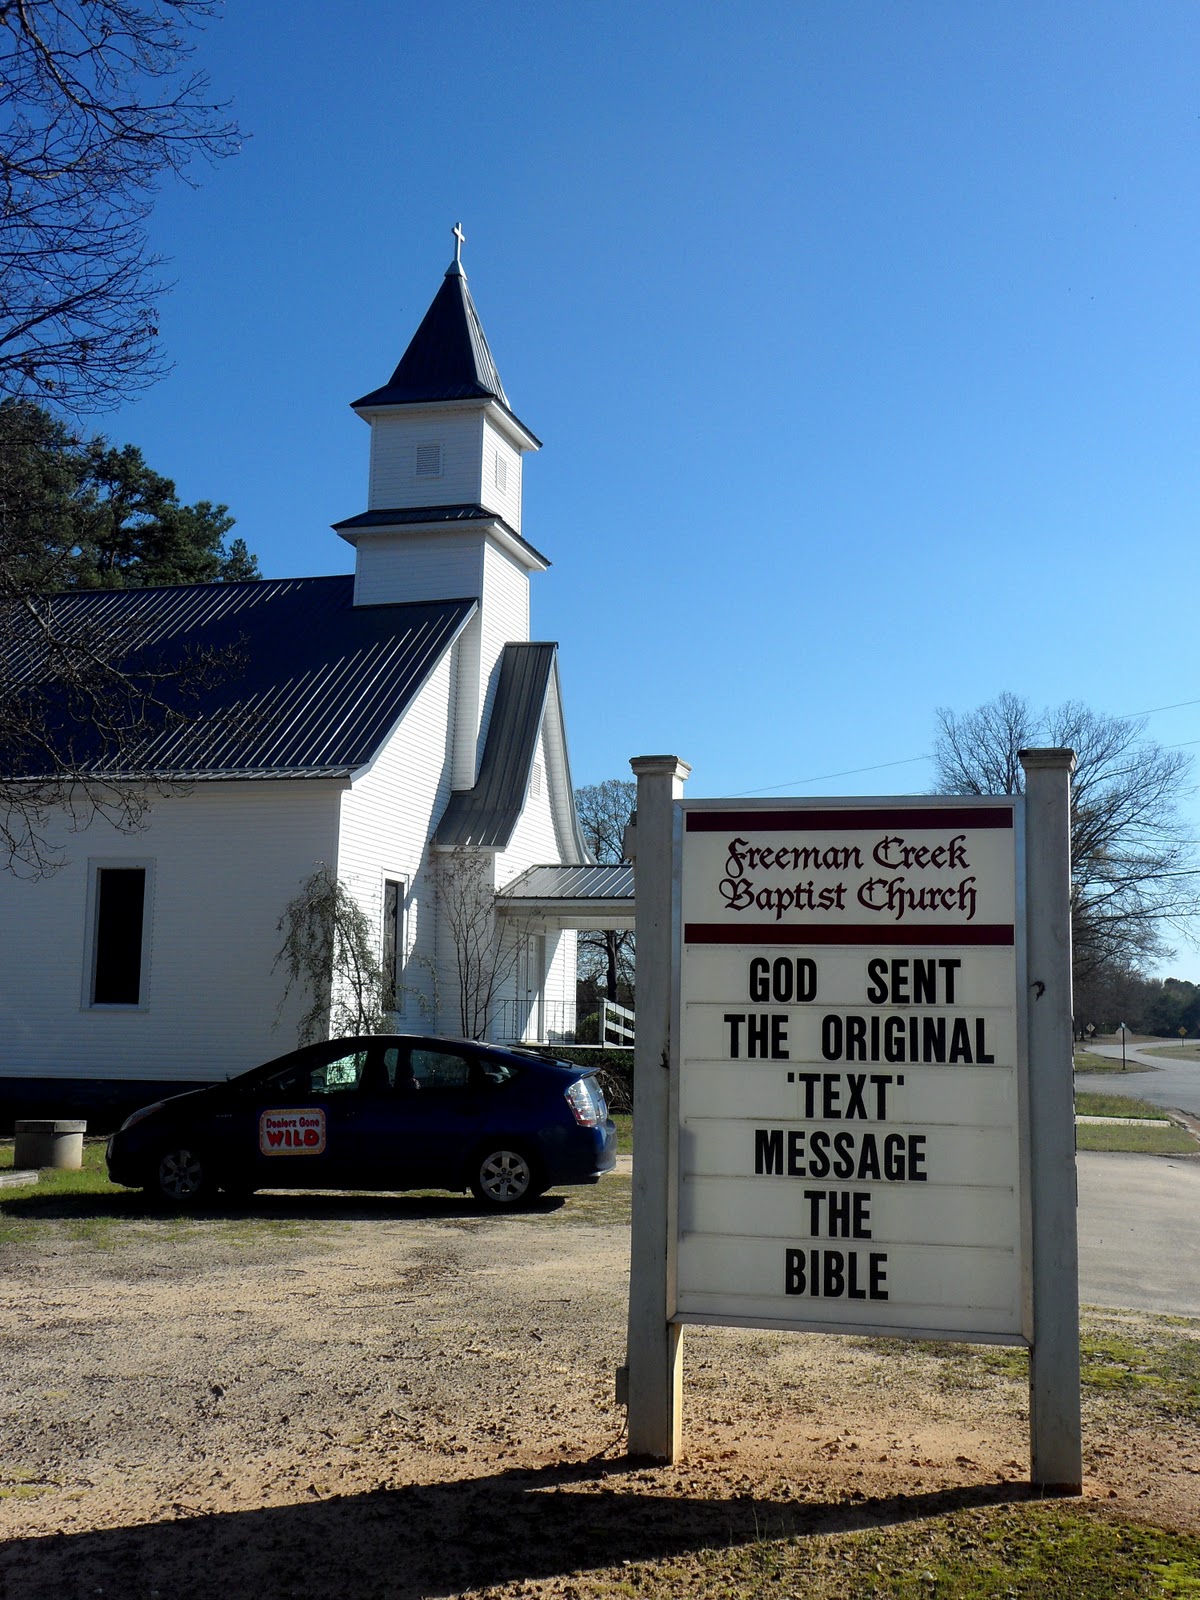 Freeman Creek
Baptist Church
GOD SENT
THE ORIGINAL
'TEXT'
MESSAGE
THE
BIBLE
Dealerz Gone
WILD